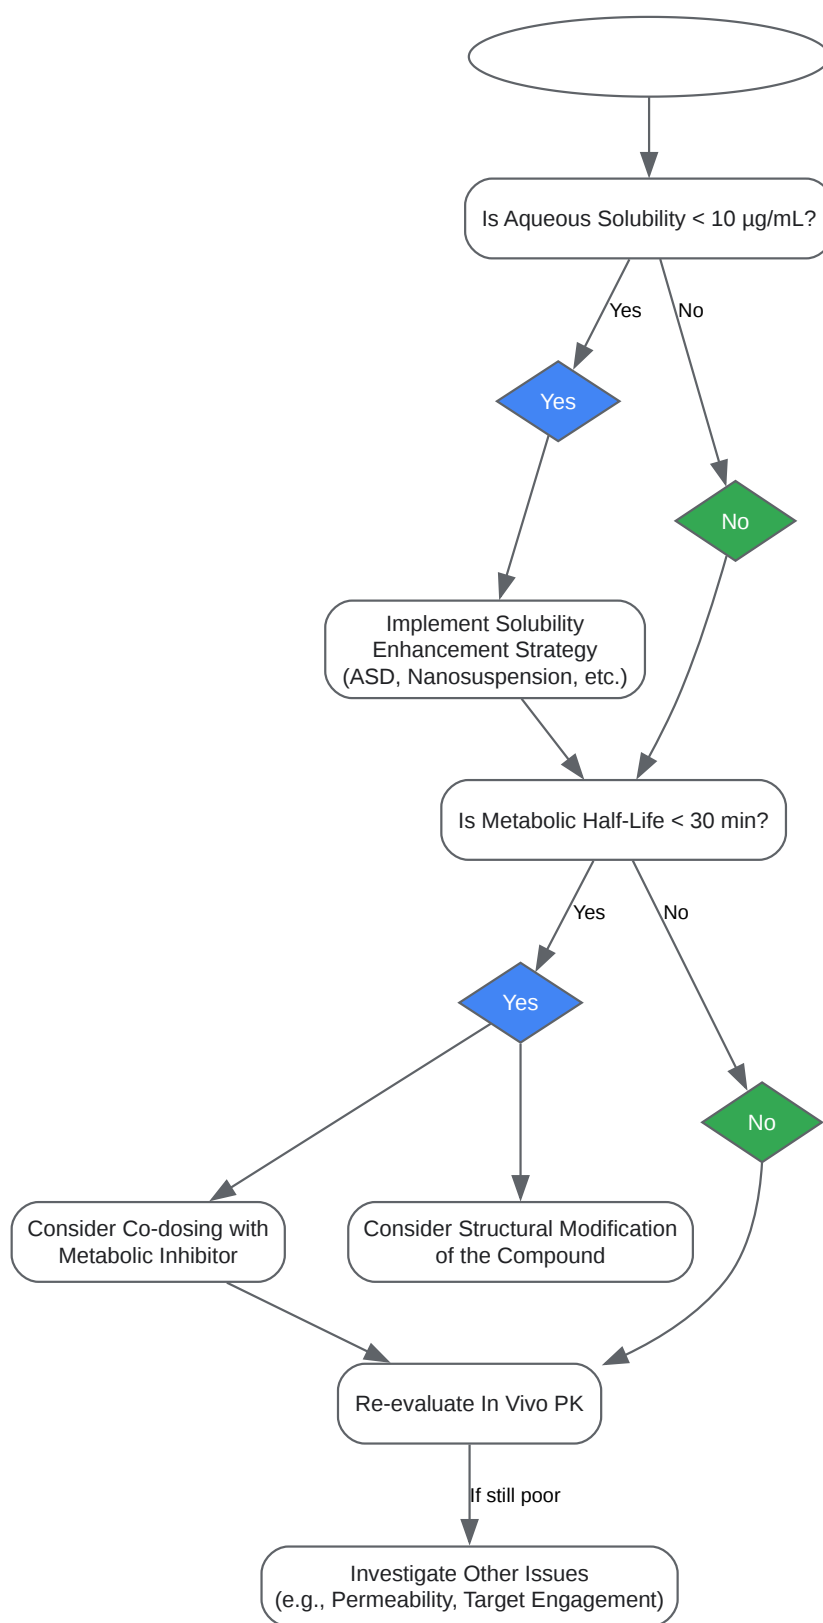 Is Aqueous Solubility < 10 µg/mL?
Yes
No
Yes
No
Implement Solubility
Enhancement Strategy
(ASD, Nanosuspension, etc.)
Is Metabolic Half-Life < 30 min?
Yes
No
Yes
No
Consider Co-dosing with
Metabolic Inhibitor
Consider Structural Modification
of the Compound
Re-evaluate In Vivo PK
If still poor
Investigate Other Issues
(e.g., Permeability, Target Engagement)